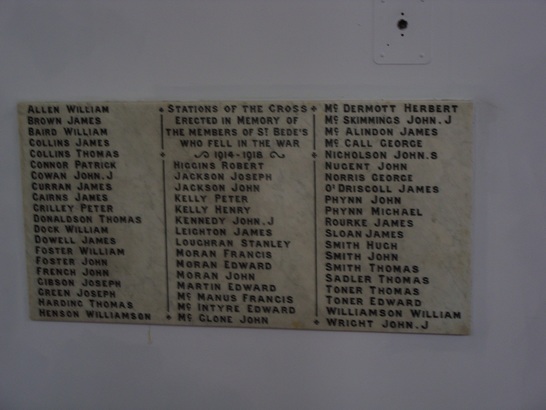 ALLEN WILLIAM
BROWN JAMES
BAIRD WILLIAM
COLLINS JAMES
COLLINS THOMAS
CONNOR PATRICK
COWAN JOHN.J
CURRAN JAMES
CAIRNS JAMES
CRILLEY PETER
DONALDSON THOMAS
DOCK WILLIAM
DOWELL JAMES
FOSTER WILLIAM
FOSTER JOHN
FRENCH JOHN
GIBSON JOSEPH
GREEN JOSEPH
HARDING THOMAS
HENSON WILLIAMSON
STATIONS OF THE CROSS
ERECTED IN MEMORY OF
THE MEMBERS OF ST BEDE'S
WHO FELL IN THE WAR
1914-1918
HIGGINS ROBERT
JACKSON JOSEPH
JACKSON JOHN
KELLY PETER
KELLY HENRY
KENNEDY JOHN.J
LEIGHTON JAMES
LOUGHRAN STANLEY
MORAN FRANCIS
MORAN EDWARD
MORAN JOHN
MARTIN EDWARD
Mc MANUS FRANCIS
Mc INTYRE EDWARD
Mc GLONE JOHN
Mc DERMOTT HERBERT
Mc SKIMMINGS JOHN.J
Mc ALINDON JAMES
Mc CALL GEORGE
NICHOLSON JOHN.S
NUGENT JOHN
NORRIS GEORGE
O'DRISCOLL JAMES
PHYNN JOHN
PHYNN MICHAEL
ROURKE JAMES
SLOAN JAMES
SMITH HUGH
SMITH JOHN
SMITH THOMAS
SADLER THOMAS
TONER THOMAS
TONER EDWARD
WILLIAMSON WILLIAM
WRIGHT JOHN.J